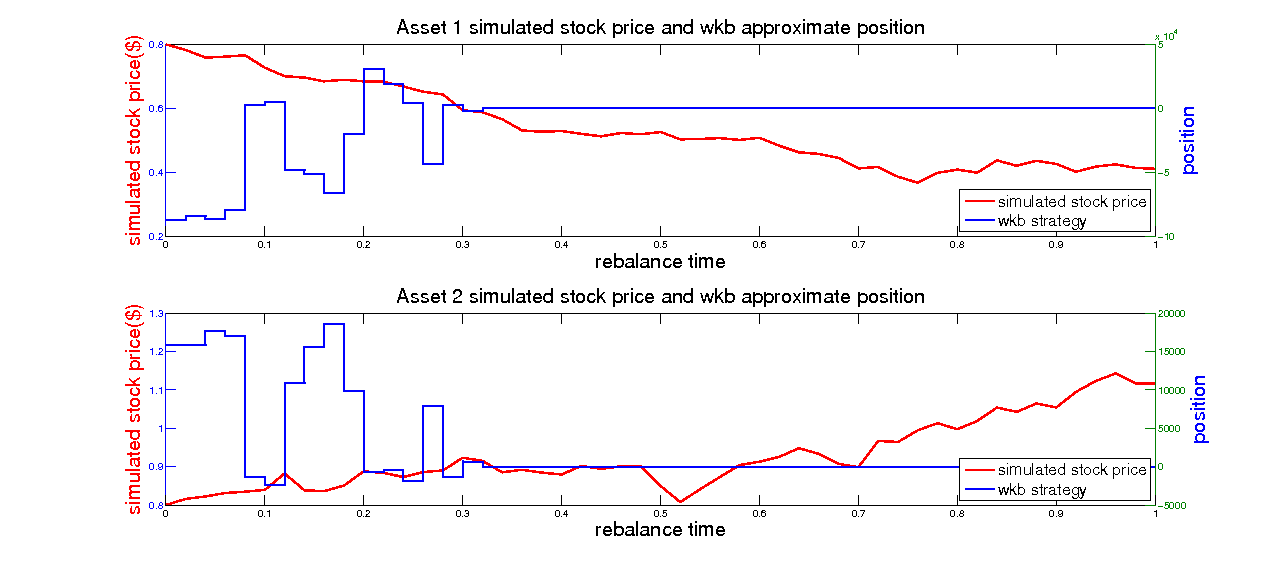 Asset 1 simulated stock price and wkb approximate position
x 10^4
simulated stock price($)
0.8
0.6
0.4
0.2
5
0
-5
-10
position
simulated stock price
wkb strategy
0 0.1 0.2 0.3 0.4 0.5 0.6 0.7 0.8 0.9 1
rebalance time
Asset 2 simulated stock price and wkb approximate position
simulated stock price($)
1.3
1.2
1.1
1
0.9
0.8
20000
15000
10000
5000
0
-5000
position
simulated stock price
wkb strategy
0 0.1 0.2 0.3 0.4 0.5 0.6 0.7 0.8 0.9 1
rebalance time